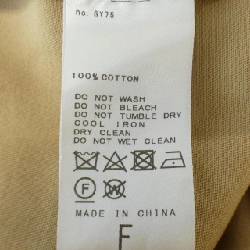 no. GY75
100% COTTON
DO NOT WASH
DO NOT BLEACH
DO NOT TUMBLE DRY
COOL IRON
DRY CLEAN
DO NOT WET CLEAN
F W
MADE IN CHINA
F